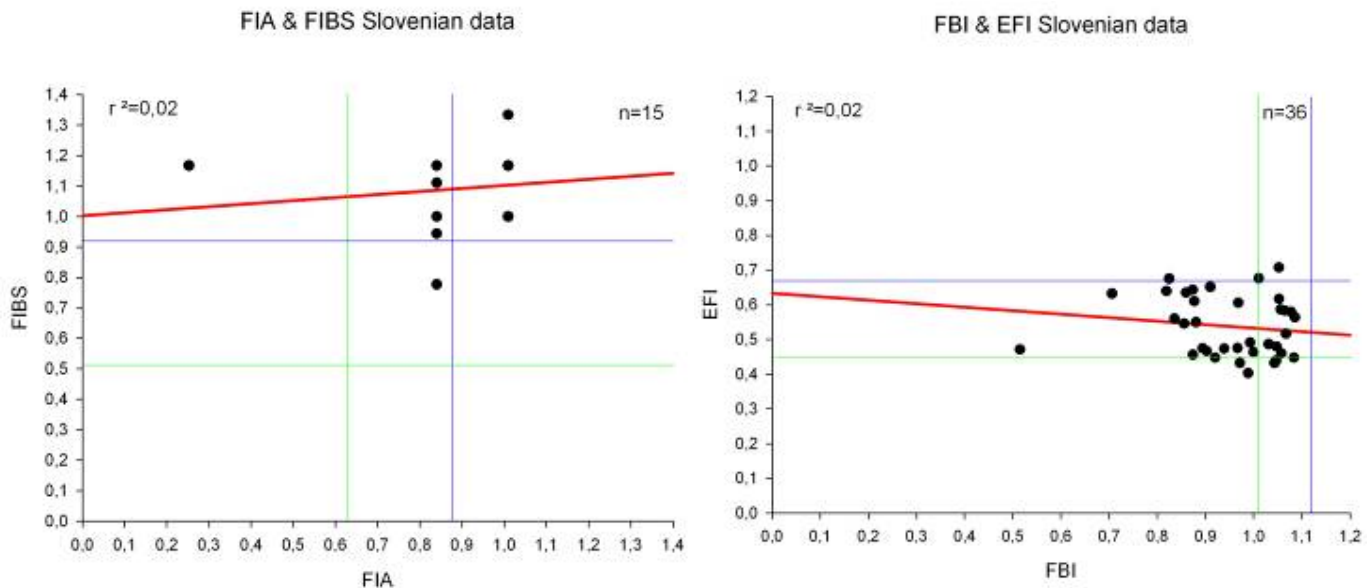 FIA & FIBS Slovenian data
r ²=0,02
n=15
1,4
1,3
1,2
1,1
1,0
0,9
0,8
0,7
0,6
0,5
0,4
0,3
0,2
0,1
0,0
FIBS
0,0 0,1 0,2 0,3 0,4 0,5 0,6 0,7 0,8 0,9 1,0 1,1 1,2 1,3 1,4
FIA
FBI & EFI Slovenian data
r ²=0,02
n=36
1,2
1,1
1,0
0,9
0,8
0,7
0,6
0,5
0,4
0,3
0,2
0,1
0,0
EFI
0,0 0,1 0,2 0,3 0,4 0,5 0,6 0,7 0,8 0,9 1,0 1,1 1,2
FBI